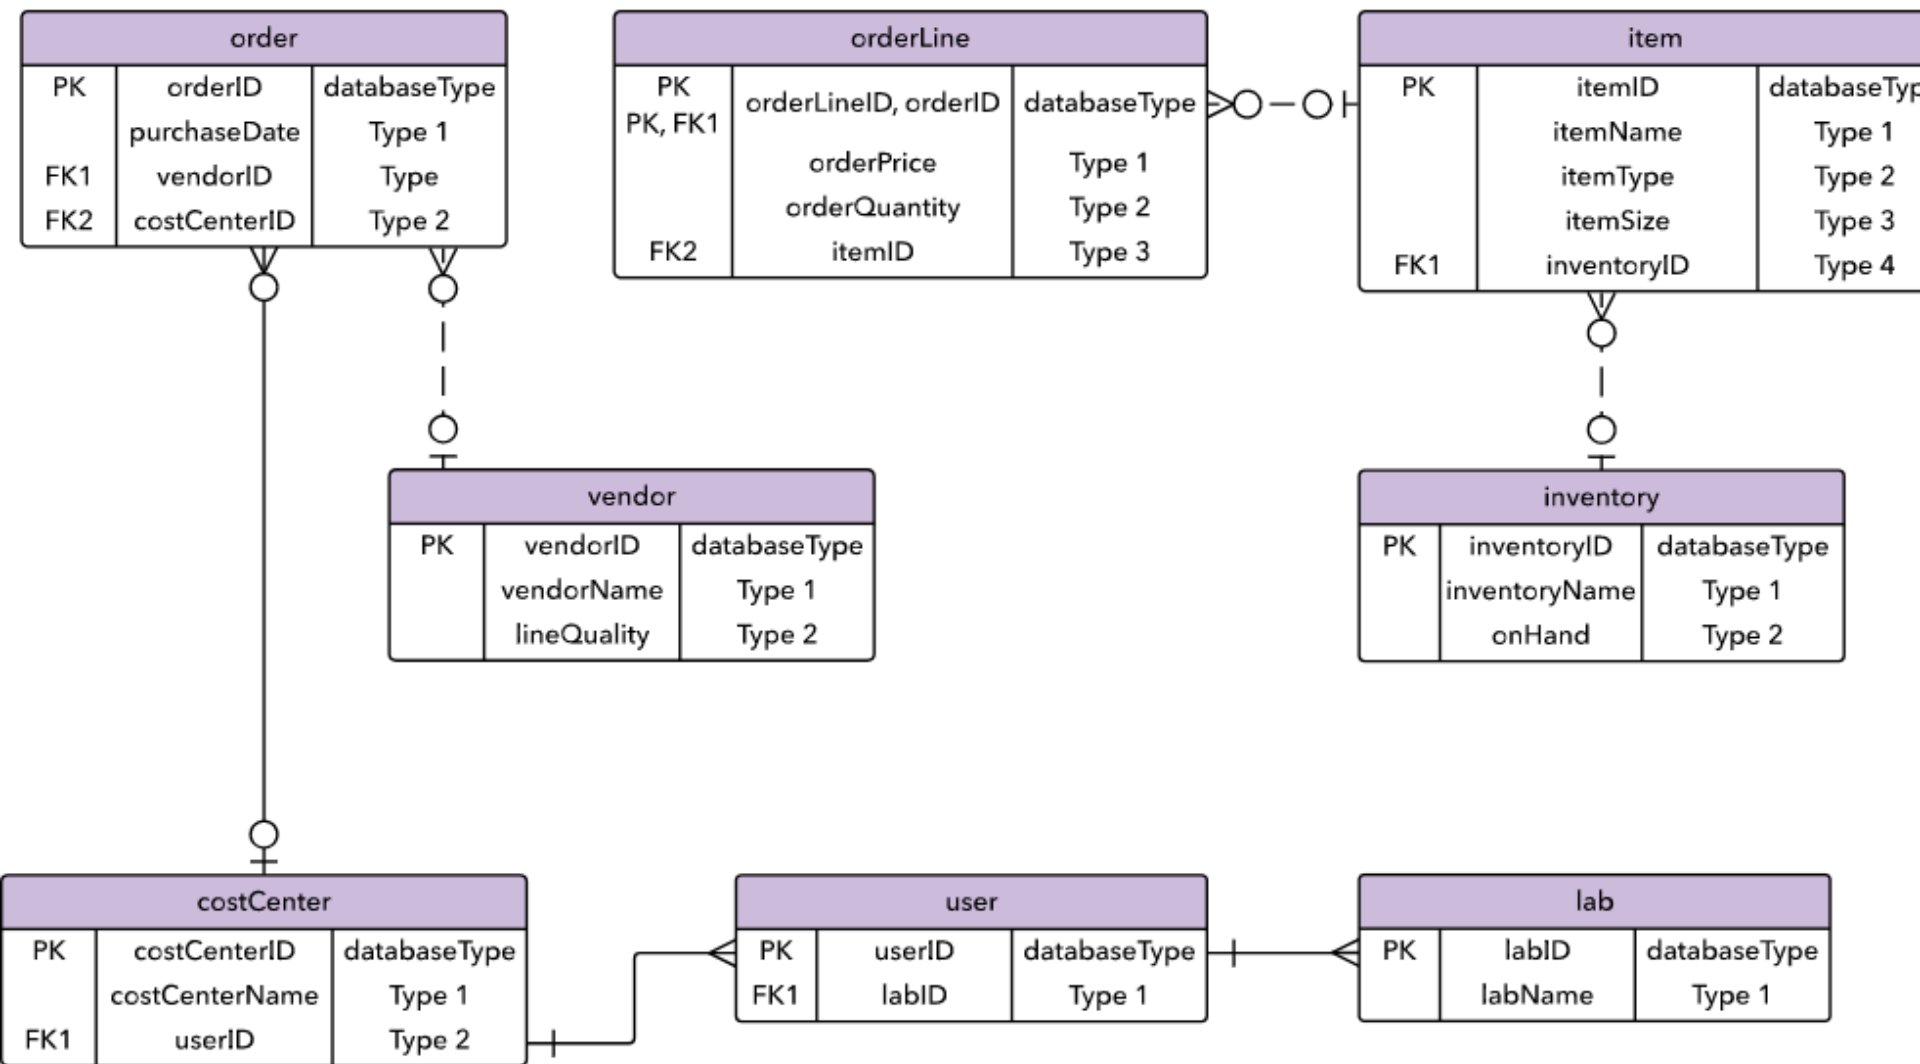 order
PK orderID databaseType
purchaseDate Type 1
FK1 vendorID Type
FK2 costCenterID Type 2
orderLine
PK
PK, FK1 orderLineID, orderID databaseType
orderPrice Type 1
orderQuantity Type 2
FK2 itemID Type 3
item
PK itemID databaseTyp
itemName Type 1
itemType Type 2
itemSize Type 3
FK1 inventoryID Type 4
vendor
PK vendorID databaseType
vendorName Type 1
lineQuality Type 2
inventory
PK inventoryID databaseType
inventoryName Type 1
onHand Type 2
costCenter
PK costCenterID databaseType
costCenterName Type 1
FK1 userID Type 2
user
PK userID databaseType
FK1 labID Type 1
lab
PK labID databaseType
labName Type 1